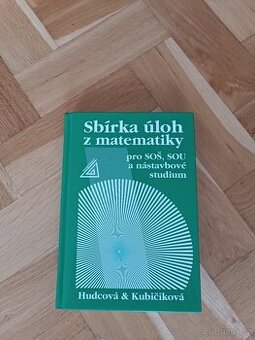 Sbírka úloh
z matematiky
pro SOŠ, SOU
a nástavbové
studium
Hudcová & Kubičíková